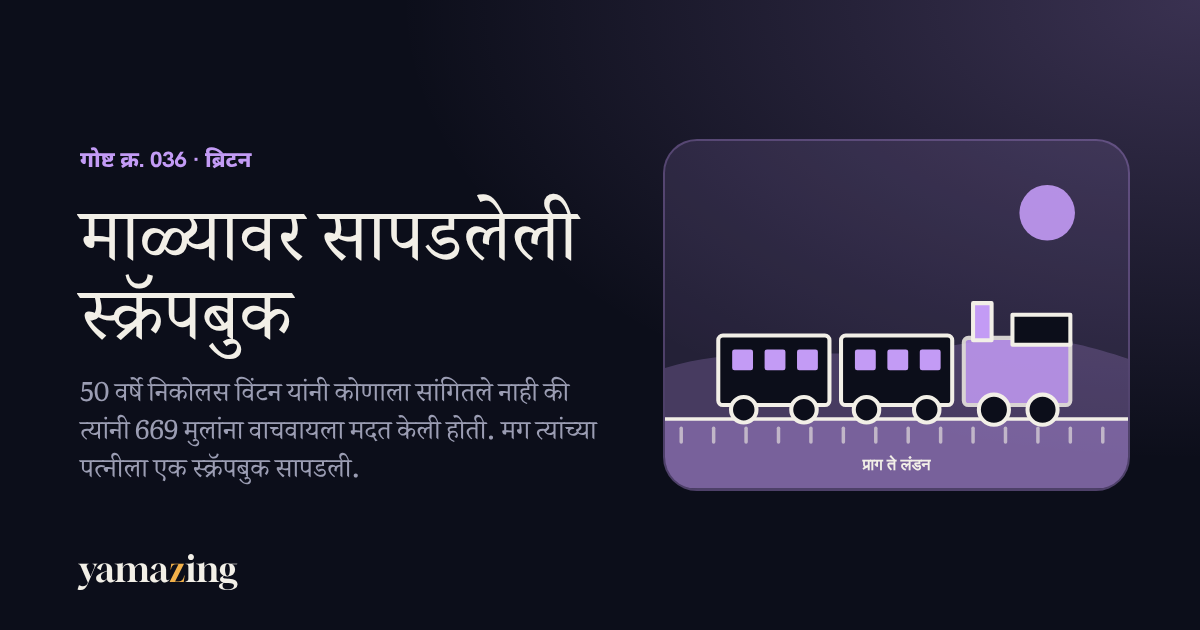 गोष्ट क्र. 036 · ब्रिटन
माळ्यावर सापडलेली
स्क्रॅपबुक
50 वर्षे निकोलस विंटन यांनी कोणाला सांगितले नाही की
त्यांनी 669 मुलांना वाचवायला मदत केली होती. मग त्यांच्या
पत्नीला एक स्क्रॅपबुक सापडली.
प्राग ते लंडन
yamazing